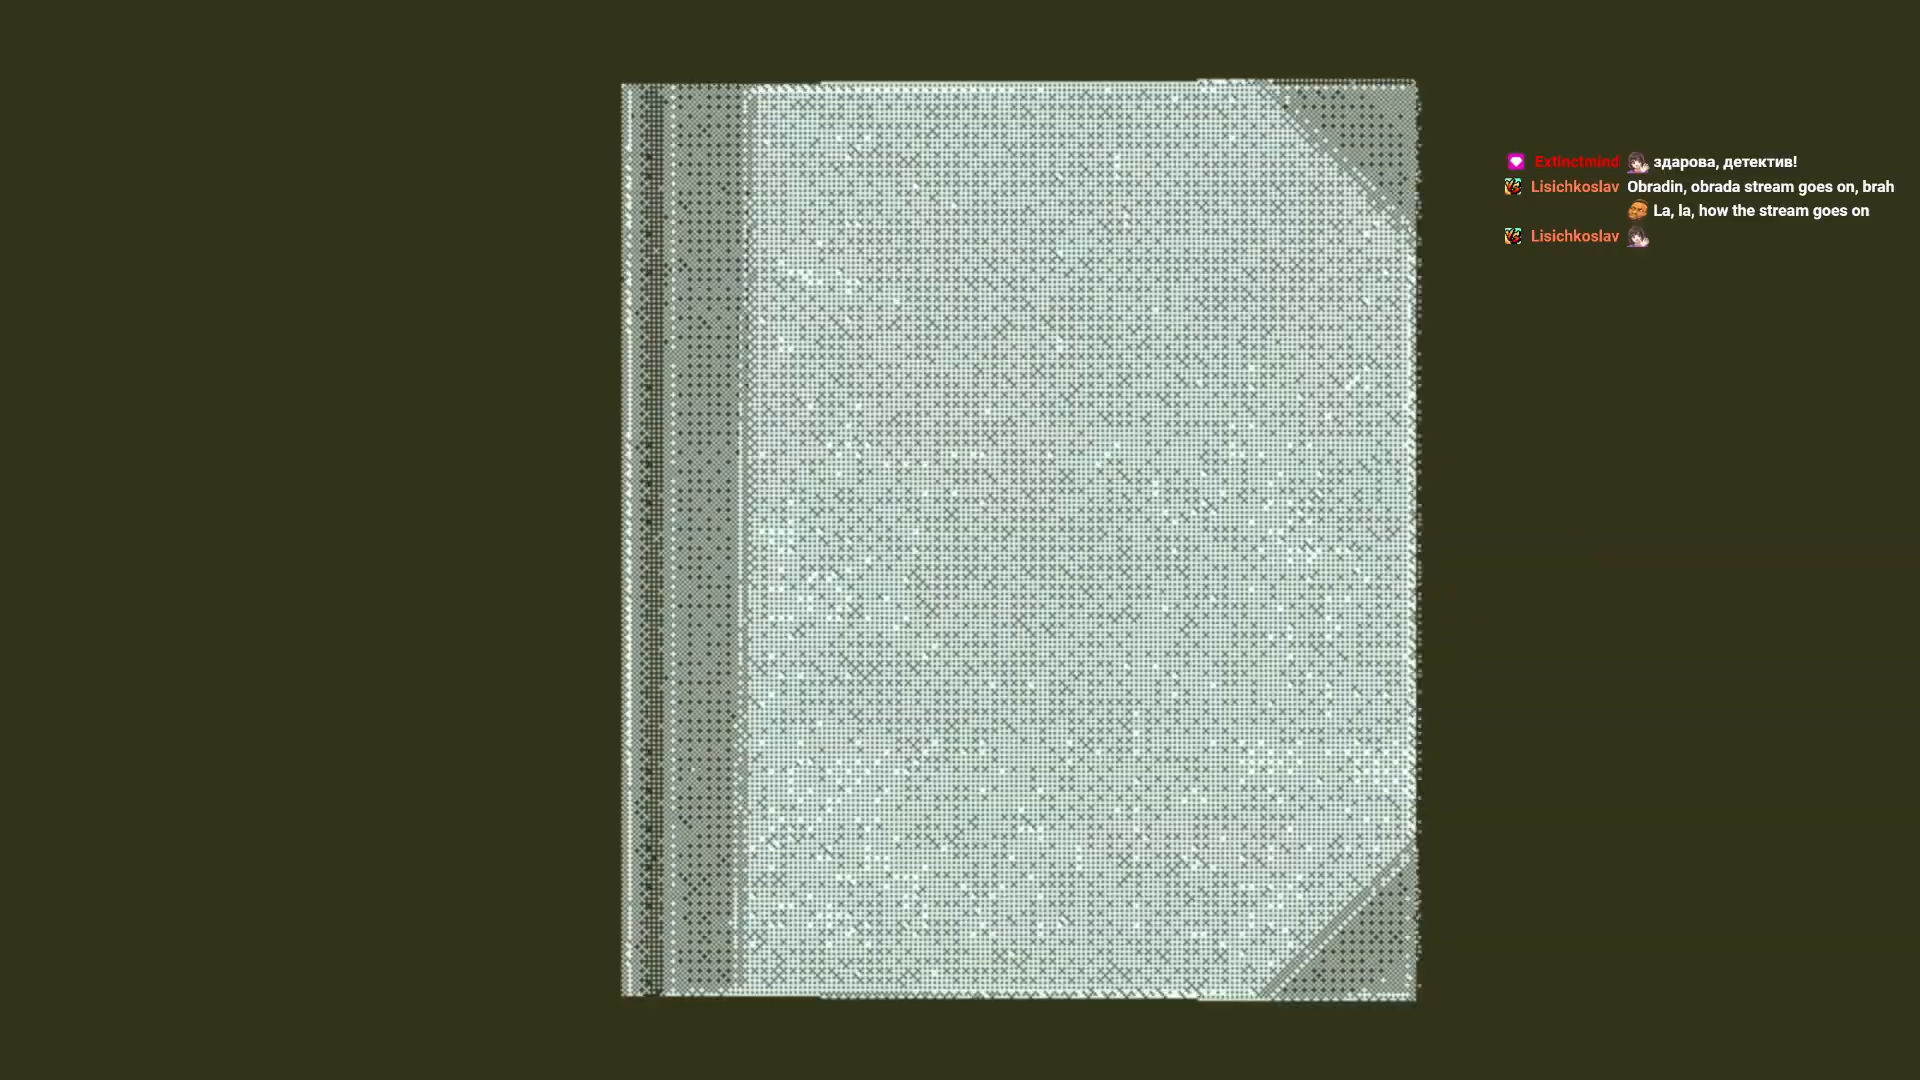 Extinctmind здарова, детектив!
Lisichkoslav Obradin, obrada stream goes on, brah
La, la, how the stream goes on
Lisichkoslav